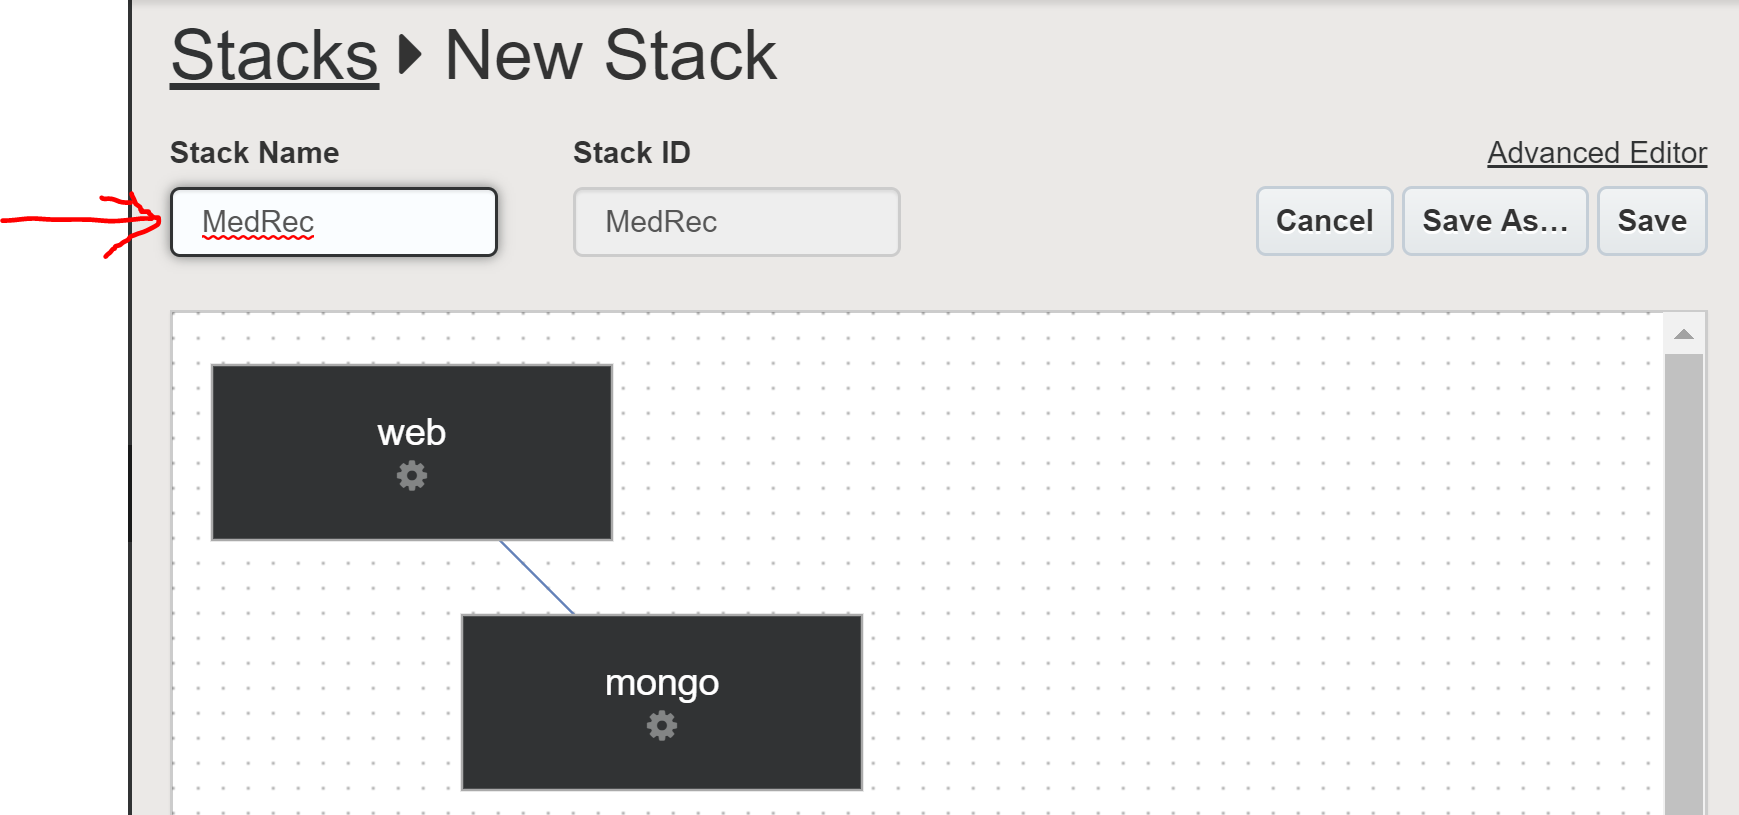 Stacks New Stack
Stack Name Stack ID Advanced Editor
MedRec MedRec Cancel Save As... Save
web
mongo